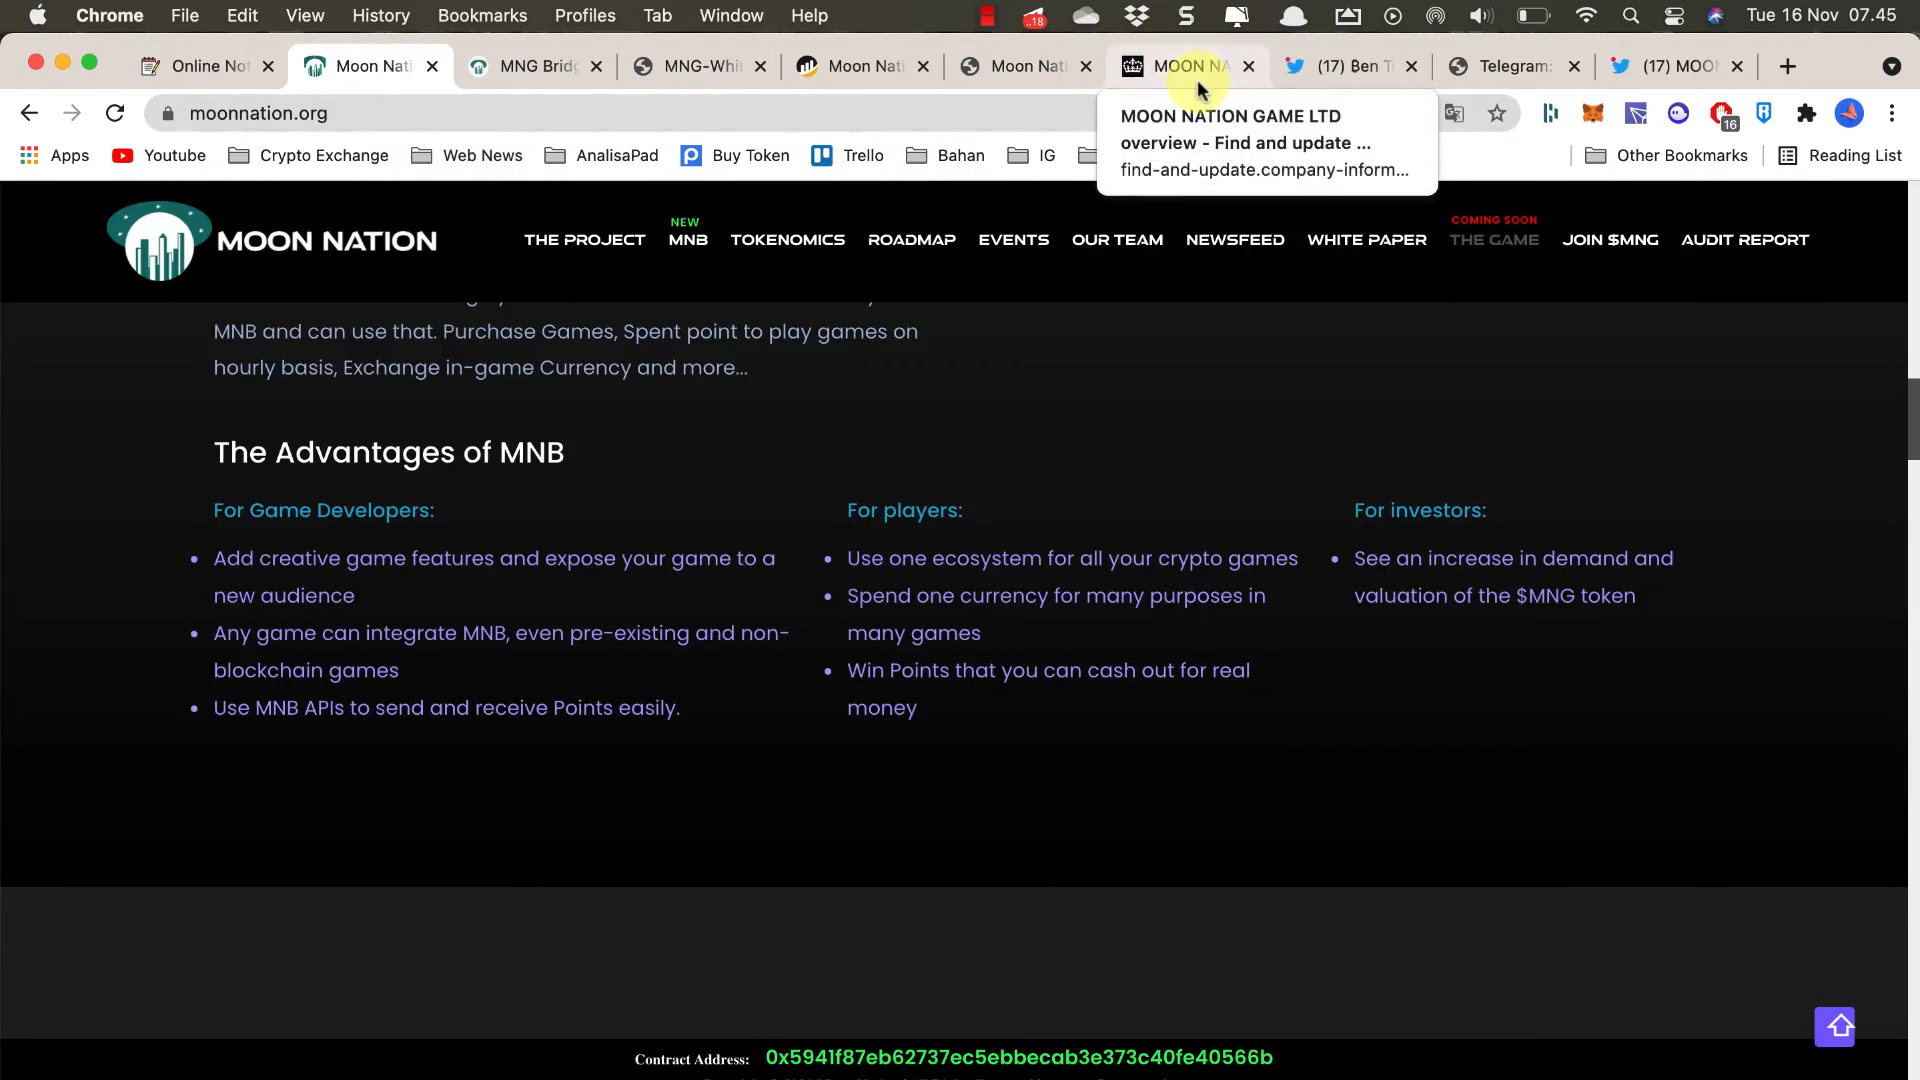 Chrome File Edit View History Bookmarks Profiles Tab Window Help ..18 Tue 16 Nov 07.45
Online Not Moon Nati MNG Bridg MNG-Whit Moon Nati Moon Nati MOON NA (17) Ben T Telegram: (17) MOO
moonnation.org 16
MOON NATION GAME LTD
overview - Find and update ...
find-and-update.company-inform...
Apps Youtube Crypto Exchange Web News AnalisaPad Buy Token Trello Bahan IG Other Bookmarks Reading List
MOON NATION
THE PROJECT NEW MNB TOKENOMICS ROADMAP EVENTS OUR TEAM NEWSFEED WHITE PAPER COMING SOON THE GAME JOIN $MNG AUDIT REPORT
MNB and can use that. Purchase Games, Spent point to play games on
hourly basis, Exchange in-game Currency and more...
The Advantages of MNB
For Game Developers:
• Add creative game features and expose your game to a
new audience
• Any game can integrate MNB, even pre-existing and non-
blockchain games
• Use MNB APIs to send and receive Points easily.
For players:
• Use one ecosystem for all your crypto games
• Spend one currency for many purposes in
many games
• Win Points that you can cash out for real
money
For investors:
• See an increase in demand and
valuation of the $MNG token
Contract Address: 0x5941f87eb62737ec5ebbecab3e373c40fe40566b